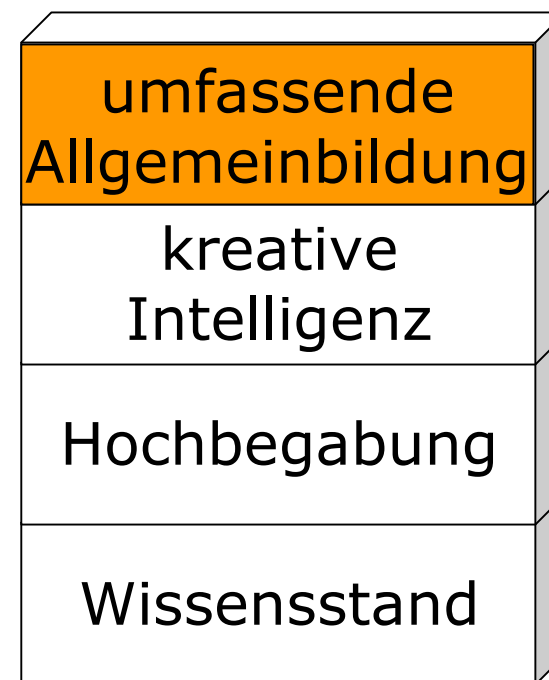 umfassende
Allgemeinbildung
kreative
Intelligenz
Hochbegabung
Wissensstand